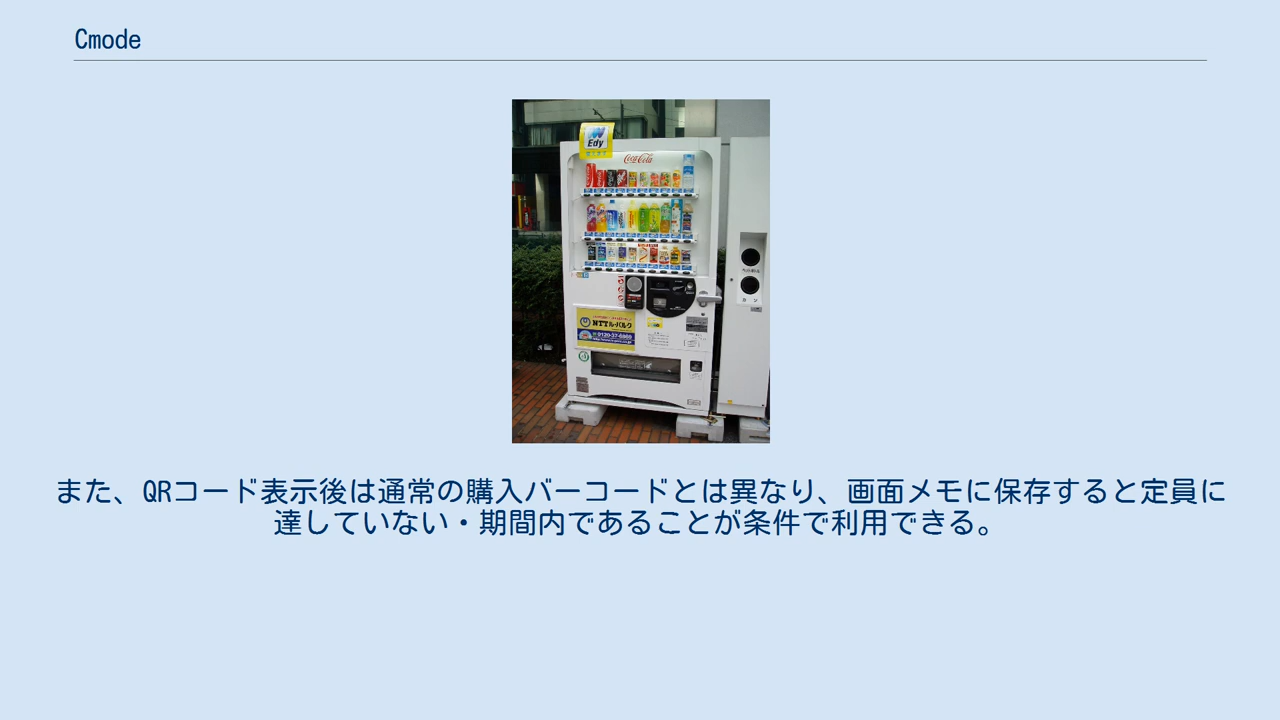 Cmode
Edy
Coca-Cola
NTTル・パルク
また、QRコード表示後は通常の購入バーコードとは異なり、画面メモに保存すると定員に
達していない・期間内であることが条件で利用できる。